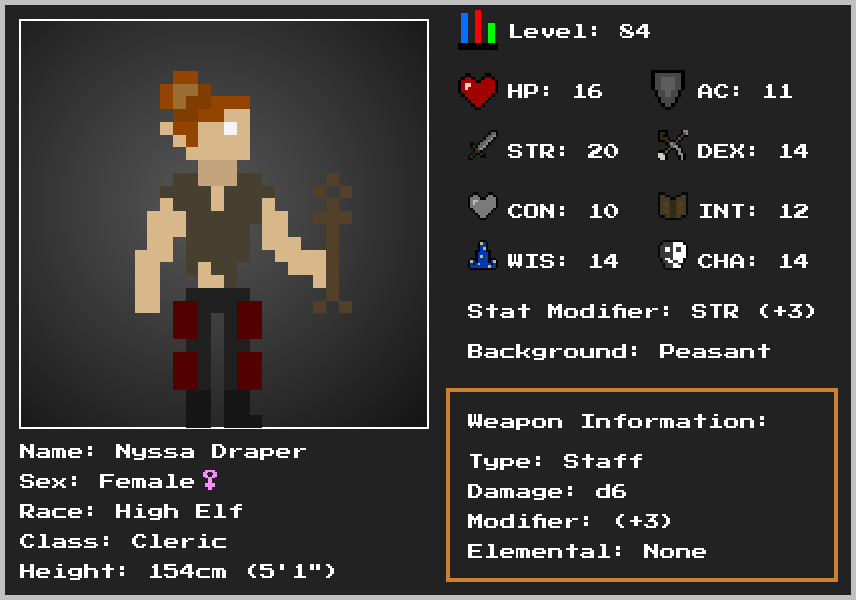 Level: 84
HP: 16
AC: 11
STR: 20
DEX: 14
CON: 10
INT: 12
WIS: 14
CHA: 14
Stat Modifier: STR (+3)
Background: Peasant
Weapon Information:
Type: Staff
Damage: d6
Modifier: (+3)
Elemental: None
Name: Nyssa Draper
Sex: Female♀
Race: High Elf
Class: Cleric
Height: 154cm (5'1")